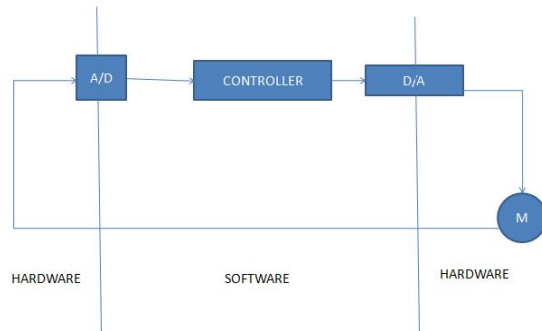 A/D
CONTROLLER
D/A
M
HARDWARE
SOFTWARE
HARDWARE